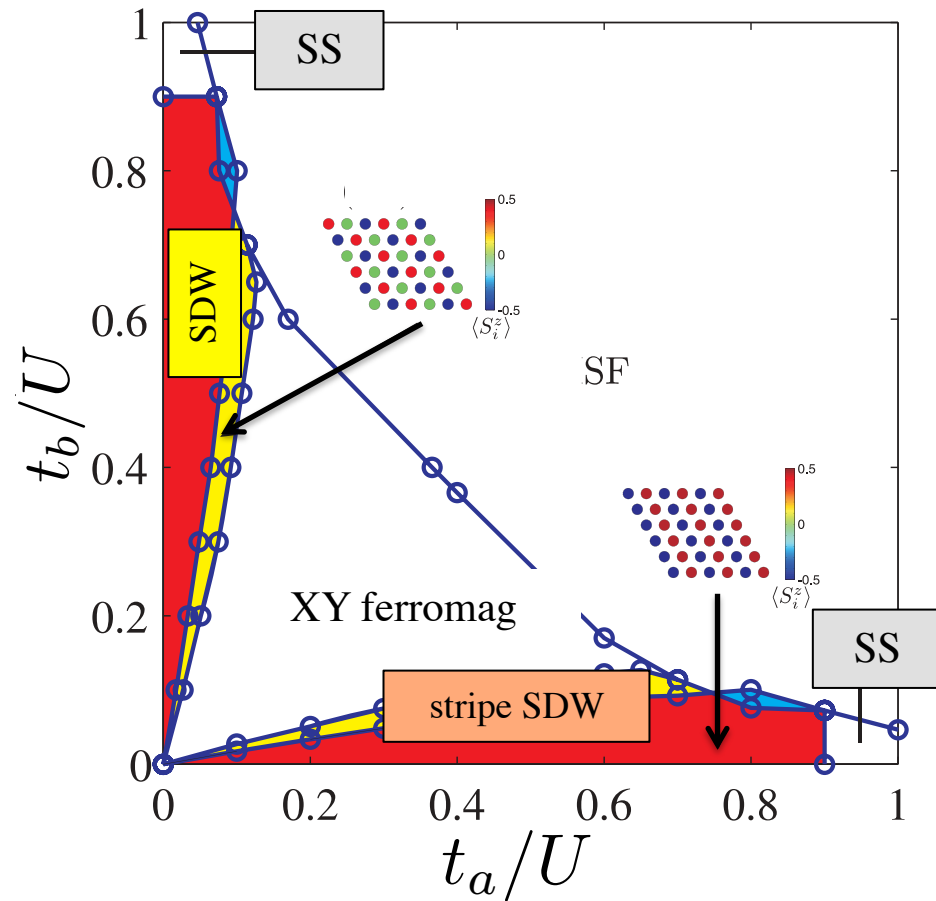 1
SS
0.8
0.5
0
-0.5
⟨S_i^z⟩
SDW
0.6
SF
t_b/U
0.4
0.5
0
-0.5
⟨S_i^z⟩
0.2
XY ferromag
SS
stripe SDW
0
0
0.2
0.4
0.6
0.8
1
t_a/U